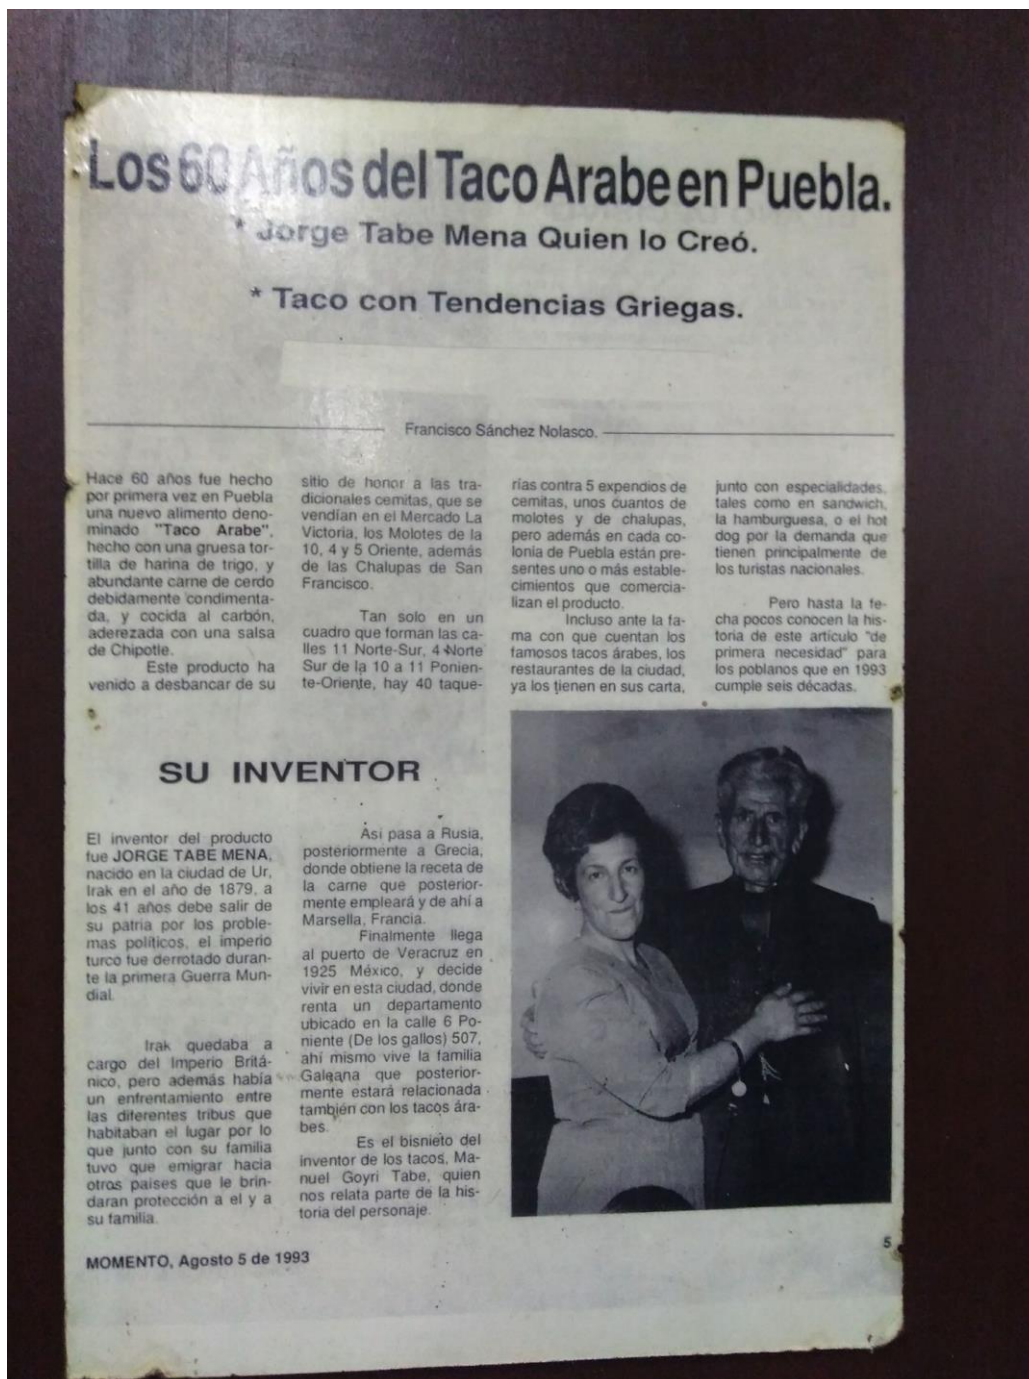 Los 60 Años del Taco Arabe en Puebla.
* Jorge Tabe Mena Quien lo Creó.
* Taco con Tendencias Griegas.
Francisco Sánchez Nolasco.
Hace 60 años fue hecho
por primera vez en Puebla
una nuevo alimento deno-
minado "Taco Arabe",
hecho con una gruesa tor-
tilla de harina de trigo, y
abundante carne de cerdo
debidamente condimenta-
da, y cocida al carbón,
aderezada con una salsa
de Chipotle.
Este producto ha
venido a desbancar de su
sitio de honor a las tra-
dicionales cemitas, que se
vendían en el Mercado La
Victoria, los Molotes de la
10, 4 y 5 Oriente, además
de las Chalupas de San
Francisco.
Tan solo en un
cuadro que forman las ca-
lles 11 Norte-Sur, 4 Norte
Sur de la 10 a 11 Ponien-
te-Oriente, hay 40 taque-
rías contra 5 expendios de
cemitas, unos cuantos de
molotes y de chalupas,
pero además en cada co-
lonia de Puebla están pre-
sentes uno o más estable-
cimientos que comercia-
lizan el producto.
Incluso ante la fa-
ma con que cuentan los
famosos tacos árabes, los
restaurantes de la ciudad,
ya los tienen en sus carta,
junto con especialidades,
tales como en sandwich,
la hamburguesa, o el hot
dog por la demanda que
tienen principalmente de
los turistas nacionales.
Pero hasta la fe-
cha pocos conocen la his-
toria de este artículo "de
primera necesidad" para
los poblanos que en 1993
cumple seis décadas.
SU INVENTOR
El inventor del producto
fue JORGE TABE MENA,
nacido en la ciudad de Ur,
Irak en el año de 1879, a
los 41 años debe salir de
su patria por los proble-
mas políticos, el imperio
turco fue derrotado duran-
te la primera Guerra Mun-
dial.
Irak quedaba a
cargo del Imperio Britá-
nico, pero además había
un enfrentamiento entre
las diferentes tribus que
habitaban el lugar por lo
que junto con su familia
tuvo que emigrar hacia
otros paises que le brin-
daran protección a el y a
su familia.
Asi pasa a Rusia,
posteriormente a Grecia,
donde obtiene la receta de
la carne que posterior-
mente empleará y de ahí a
Marsella, Francia.
Finalmente llega
al puerto de Veracruz en
1925 México, y decide
vivir en esta ciudad, donde
renta un departamento
ubicado en la calle 6 Po-
niente (De los gallos) 507,
ahí mismo vive la familia
Galeana que posterior-
mente estará relacionada
también con los tacos ára-
bes.
Es el bisnieto del
inventor de los tacos, Ma-
nuel Goyri Tabe, quien
nos relata parte de la his-
toria del personaje.
MOMENTO, Agosto 5 de 1993
5